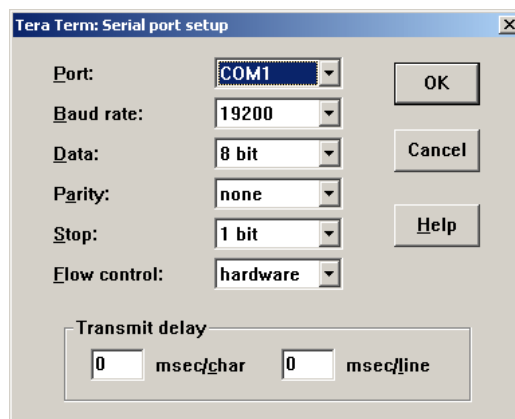 Tera Term: Serial port setup
Port: COM1
OK
Baud rate: 19200
Data: 8 bit
Cancel
Parity: none
Stop: 1 bit
Help
Flow control: hardware
Transmit delay
0 msec/char 0 msec/line